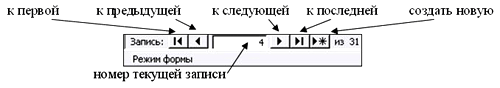 к первой к предыдущей к следующей к последней создать новую
Запись: 4 из 31
Режим формы
номер текущей записи